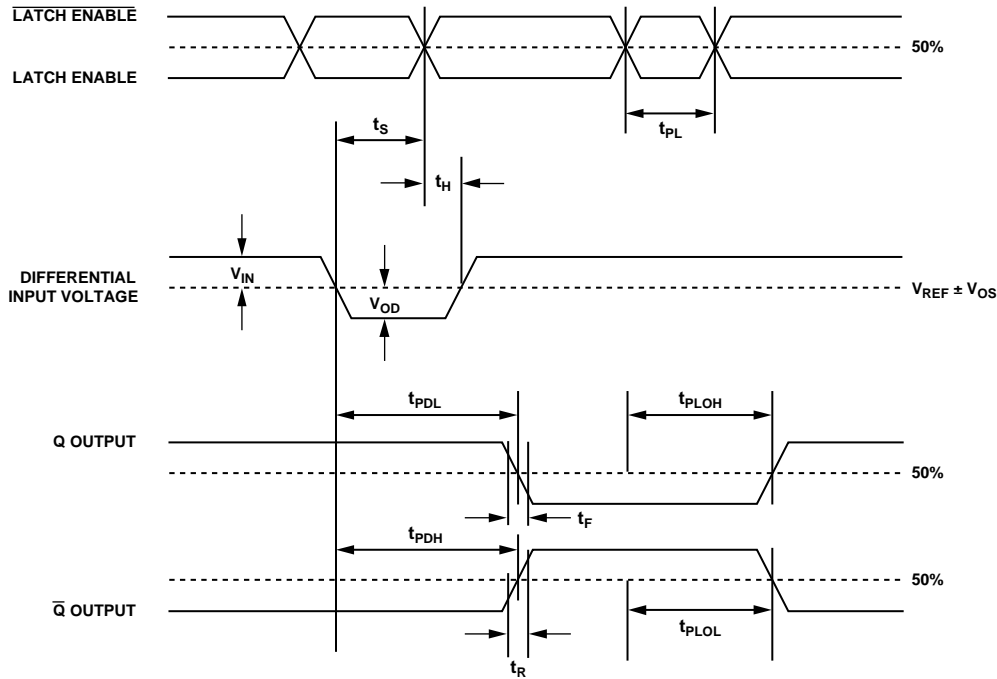 LATCH ENABLE
50%
LATCH ENABLE
tS
tPL
tH
VIN
DIFFERENTIAL
INPUT VOLTAGE
VOD
VREF ± VOS
tPDL
tPLOH
Q OUTPUT
50%
tF
tPDH
50%
Q̅ OUTPUT
tPLOL
tR